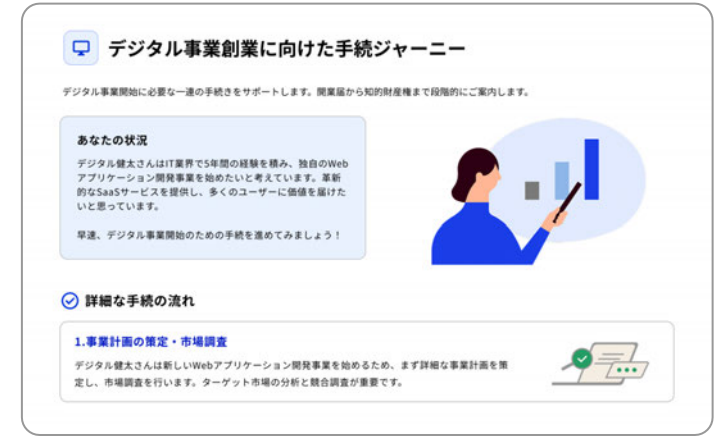 デジタル事業創業に向けた手続ジャーニー
デジタル事業開始に必要な一連の手続きをサポートします。開業届から知的財産権まで段階的にご案内します。
あなたの状況
デジタル健太さんはIT業界で5年間の経験を積み、独自のWeb
アプリケーション開発事業を始めたいと考えています。革新
的なSaaSサービスを提供し、多くのユーザーに価値を届けた
いと思っています。
早速、デジタル事業開始のための手続を進めてみましょう！
詳細な手続の流れ
1.事業計画の策定・市場調査
デジタル健太さんは新しいWebアプリケーション開発事業を始めるため、まず詳細な事業計画を策
定し、市場調査を行います。ターゲット市場の分析と競合調査が重要です。